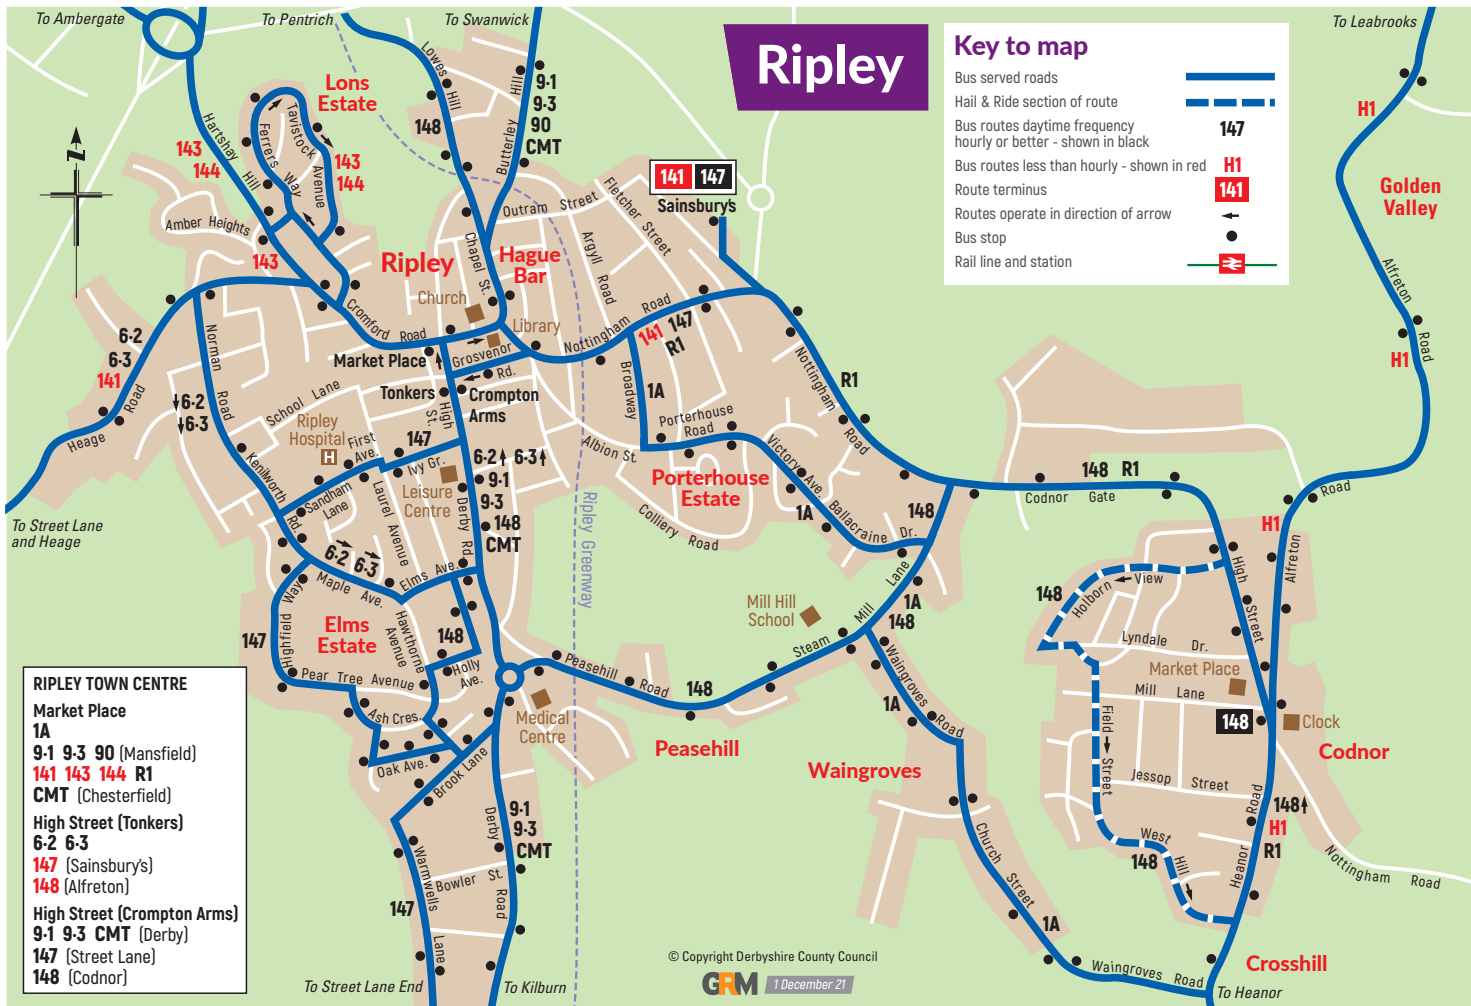 To Ambergate
To Pentrich
To Swanwick
To Leabrooks
Ripley
Key to map
Bus served roads
Hail & Ride section of route
Bus routes daytime frequency
hourly or better - shown in black
147
Bus routes less than hourly - shown in red
H1
Route terminus
141
Routes operate in direction of arrow
Bus stop
Rail line and station
Lons
Estate
Lowes Hill
148
Butterley Hill
9·1
9·3
90
CMT
Hartshay Hill
143
144
Tavistock Avenue
Ferrers Way
143
144
Amber Heights
143
z
141 147
Sainsbury's
Outram Street
Fletcher Street
Argyll Road
Hague
Bar
Ripley
Chapel St.
Church
Library
Cromford Road
Market Place
Grosvenor Rd.
Nottingham Road
141 147
R1
Tonkers
High St.
Crompton
Arms
Broadway
1A
Nottingham Road
R1
H1
Golden
Valley
Alfreton Road
H1
6·2
6·3
141
Heage Road
Norman Road
6·2
6·3
School Lane
Ripley
Hospital
H
First Ave.
147
Ivy Gr.
Leisure
Centre
6·2 6·3
9·1
9·3
148
CMT
Derby Rd.
Kenilworth Rd.
Sandham Lane
Laurel Avenue
6·2 6·3
Maple Ave.
Elms Ave.
Albion St.
Porterhouse Road
Porterhouse
Estate
Victory Ave.
1A
Ballacraine Dr.
Colliery Road
Ripley Greenway
148
148 R1
Codnor Gate
Road
H1
Alfreton
To Street Lane
and Heage
Highfield Way
147
Elms
Estate
Hawthorne Avenue
148
Holly Ave.
Pear Tree Avenue
Ash Cres.
Oak Ave.
Brook Lane
Medical
Centre
Peasehill Road
148
Peasehill
Mill Hill
School
Steam Mill Lane
1A
148
Waingroves Road
1A
Waingroves
Church Street
1A
Waingroves Road
148
Holborn View
High Street
Lyndale Dr.
Market Place
Mill Lane
148
Clock
Codnor
Field Street
Jessop Street
148
H1
R1
Heanor Road
West Hill
148
Nottingham Road
Crosshill
To Heanor
Derby Road
9·1
9·3
CMT
Bowler St.
Warmwells Lane
147
To Street Lane End
To Kilburn
RIPLEY TOWN CENTRE
Market Place
1A
9·1 9·3 90 (Mansfield)
141 143 144 R1
CMT (Chesterfield)
High Street (Tonkers)
6·2 6·3
147 (Sainsbury's)
148 (Alfreton)
High Street (Crompton Arms)
9·1 9·3 CMT (Derby)
147 (Street Lane)
148 (Codnor)
© Copyright Derbyshire County Council
GRM
1 December 21